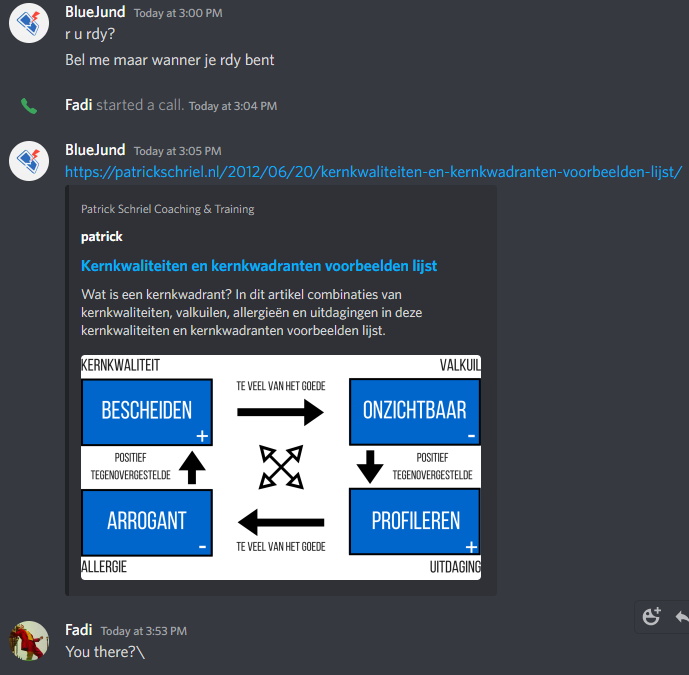 BlueJund Today at 3:00 PM
r u rdy?
Bel me maar wanner je rdy bent
Fadi started a call. Today at 3:04 PM
BlueJund Today at 3:05 PM
https://patrickschriel.nl/2012/06/20/kernkwaliteiten-en-kernkwadranten-voorbeelden-lijst/
Patrick Schriel Coaching & Training
patrick
Kernkwaliteiten en kernkwadranten voorbeelden lijst
Wat is een kernkwadrant? In dit artikel combinaties van
kernkwaliteiten, valkuilen, allergieën en uitdagingen in deze
kernkwaliteiten en kernkwadranten voorbeelden lijst.
KERNKWALITEIT
VALKUIL
BESCHEIDEN
+
TE VEEL VAN HET GOEDE
ONZICHTBAAR
-
POSITIEF
TEGENOVERGESTELDE
POSITIEF
TEGENOVERGESTELDE
ARROGANT
-
TE VEEL VAN HET GOEDE
PROFILEREN
+
ALLERGIE
UITDAGING
Fadi Today at 3:53 PM
You there?\